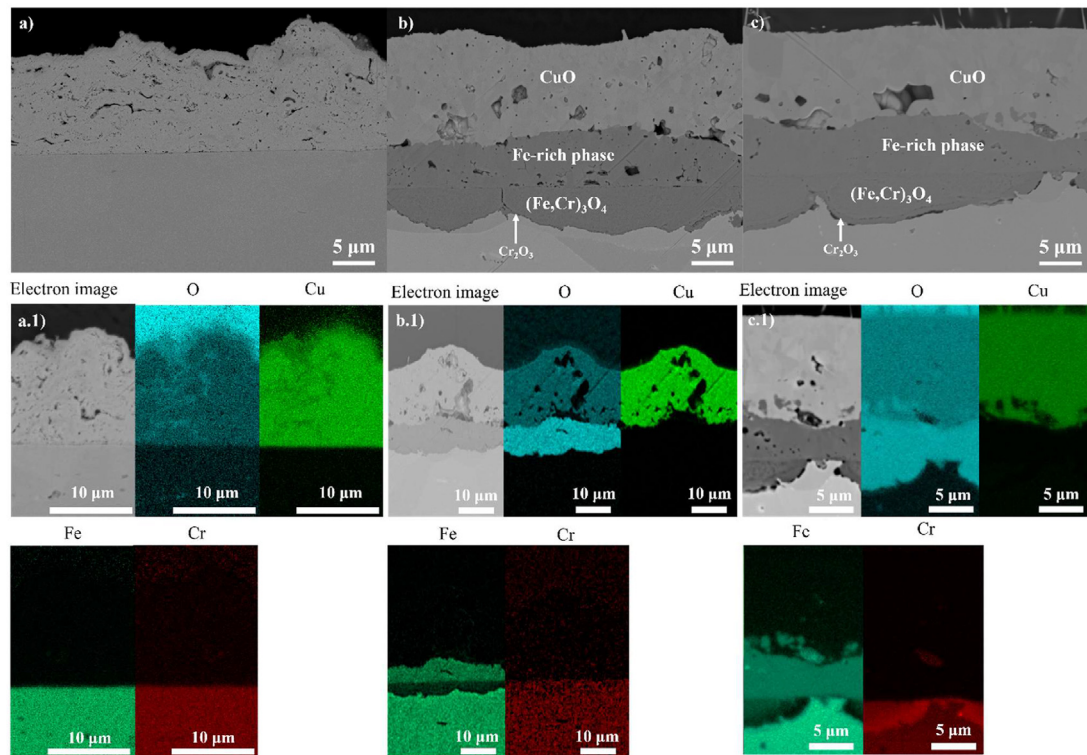 a)
b)
c)
CuO
CuO
Fe-rich phase
Fe-rich phase
(Fe,Cr)₃O₄
(Fe,Cr)₃O₄
Cr₂O₃
Cr₂O₃
5 µm
5 µm
5 µm
Electron image O Cu
Electron image O Cu
Electron image O Cu
a.1)
b.1)
c.1)
10 µm 10 µm 10 µm
10 µm 10 µm 10 µm
5 µm 5 µm 5 µm
Fe Cr
Fe Cr
Fe Cr
10 µm 10 µm
10 µm 10 µm
5 µm 5 µm